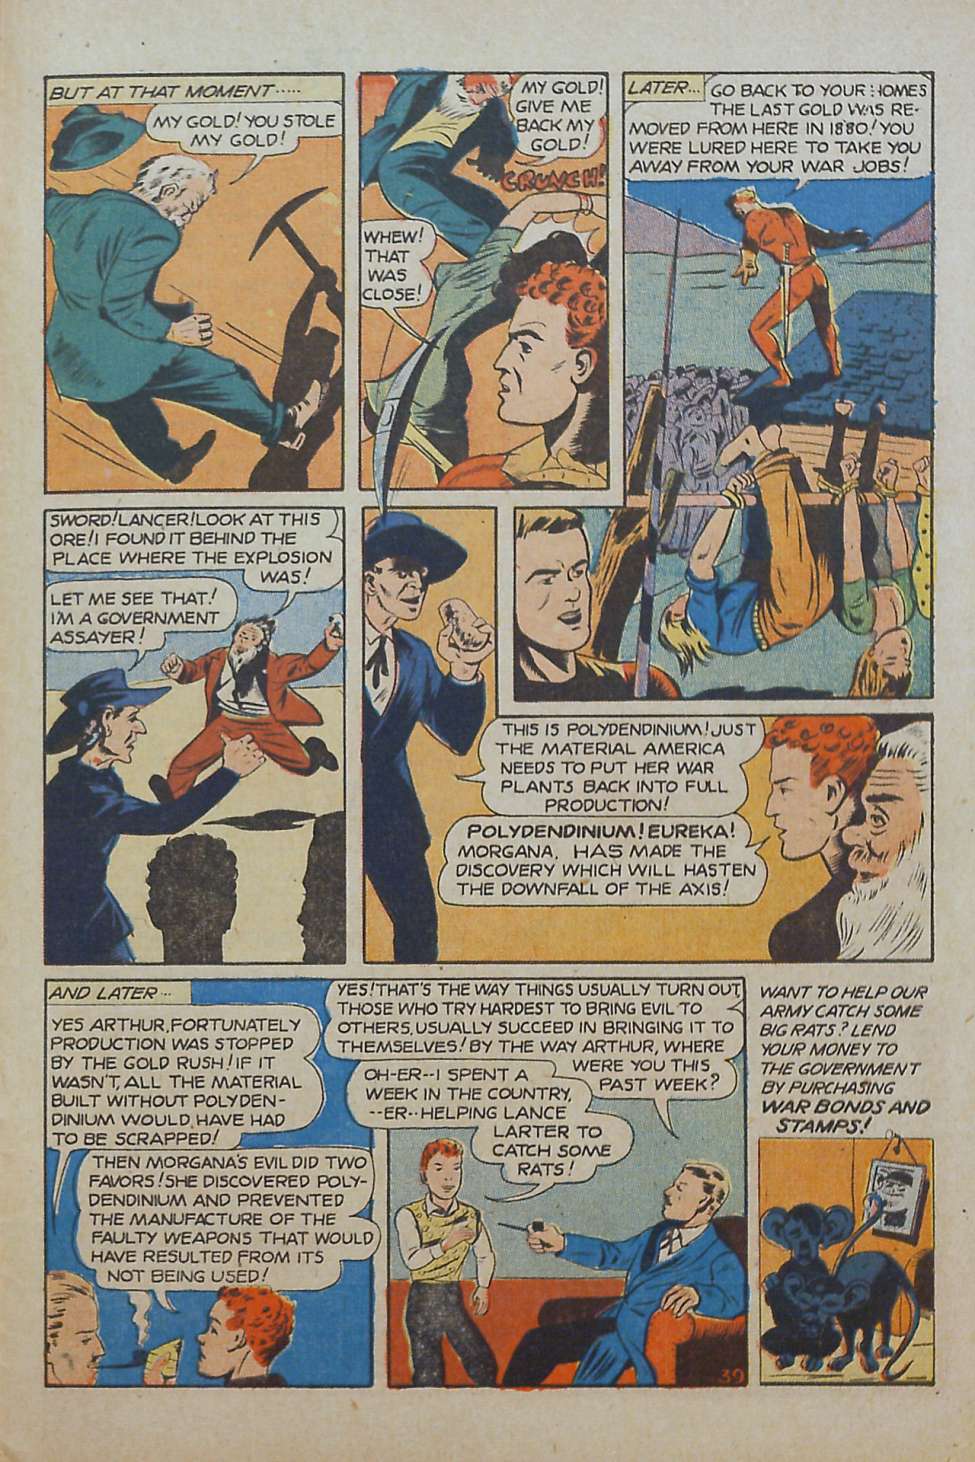 BUT AT THAT MOMENT.....
MY GOLD! YOU STOLE
MY GOLD!
MY GOLD!
GIVE ME
BACK MY
GOLD!
CRUNCH!
WHEW!
THAT
WAS
CLOSE!
LATER...
GO BACK TO YOUR HOMES
THE LAST GOLD WAS RE-
MOVED FROM HERE IN 1880! YOU
WERE LURED HERE TO TAKE YOU
AWAY FROM YOUR WAR JOBS!
SWORD! LANCER! LOOK AT THIS
ORE! I FOUND IT BEHIND THE
PLACE WHERE THE EXPLOSION
WAS!
LET ME SEE THAT!
I'M A GOVERNMENT
ASSAYER!
THIS IS POLYDENDINIUM! JUST
THE MATERIAL AMERICA
NEEDS TO PUT HER WAR
PLANTS BACK INTO FULL
PRODUCTION!
POLYDENDINIUM! EUREKA!
MORGANA, HAS MADE THE
DISCOVERY WHICH WILL HASTEN
THE DOWNFALL OF THE AXIS!
AND LATER...
YES ARTHUR, FORTUNATELY
PRODUCTION WAS STOPPED
BY THE GOLD RUSH! IF IT
WASN'T, ALL THE MATERIAL
BUILT WITHOUT POLYDEN-
DINIUM WOULD, HAVE HAD
TO BE SCRAPPED!
THEN MORGANA'S EVIL DID TWO
FAVORS! SHE DISCOVERED POLY-
DENDINIUM AND PREVENTED
THE MANUFACTURE OF THE
FAULTY WEAPONS THAT WOULD
HAVE RESULTED FROM ITS
NOT BEING USED!
YES! THAT'S THE WAY THINGS USUALLY TURN OUT,
THOSE WHO TRY HARDEST TO BRING EVIL TO
OTHERS, USUALLY SUCCEED IN BRINGING IT TO
THEMSELVES! BY THE WAY ARTHUR, WHERE
WERE YOU THIS
PAST WEEK?
OH-ER--I SPENT A
WEEK IN THE COUNTRY,
--ER--HELPING LANCE
LARTER TO
CATCH SOME
RATS!
39
WANT TO HELP OUR
ARMY CATCH SOME
BIG RATS? LEND
YOUR MONEY TO
THE GOVERNMENT
BY PURCHASING
WAR BONDS AND
STAMPS!